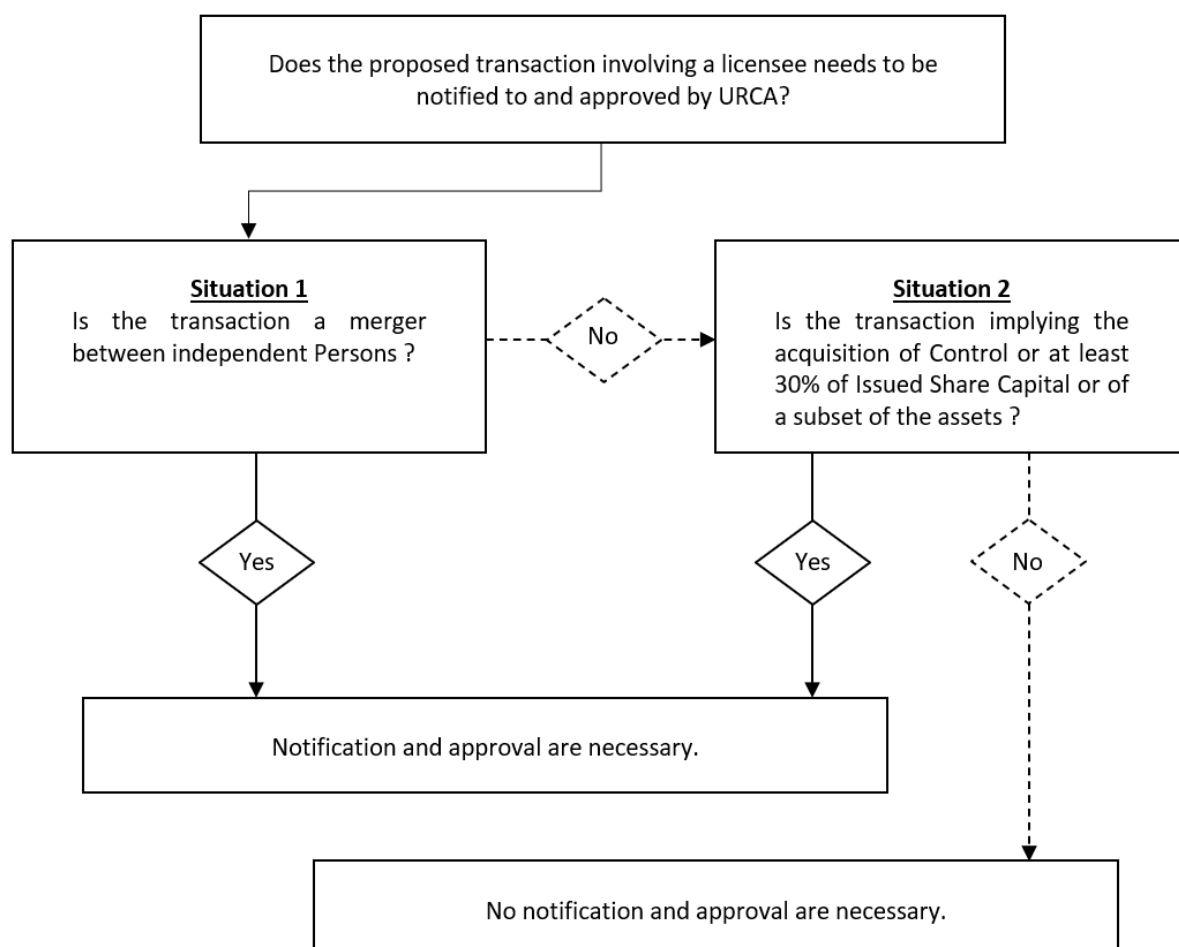 Does the proposed transaction involving a licensee needs to be
notified to and approved by URCA?
Situation 1
Is the transaction a merger
between independent Persons ?
No
Situation 2
Is the transaction implying the
acquisition of Control or at least
30% of Issued Share Capital or of
a subset of the assets ?
Yes
Yes
No
Notification and approval are necessary.
No notification and approval are necessary.